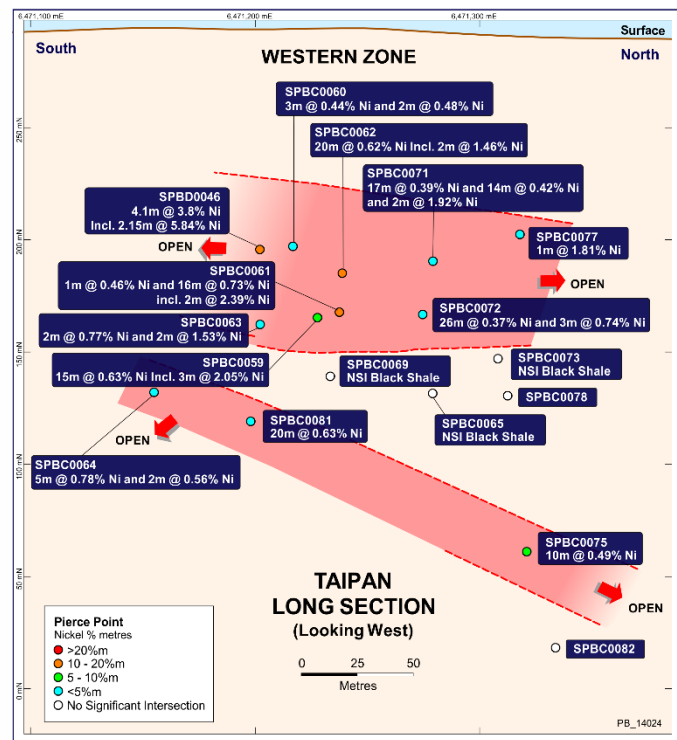 6,471,100 mE
6,471,200 mE
6,471,300 mE
Surface
South
WESTERN ZONE
North
SPBC0060
3m @ 0.44% Ni and 2m @ 0.48% Ni
SPBC0062
20m @ 0.62% Ni Incl. 2m @ 1.46% Ni
SPBC0071
17m @ 0.39% Ni and 14m @ 0.42% Ni
and 2m @ 1.92% Ni
SPBD0046
4.1m @ 3.8% Ni
Incl. 2.15m @ 5.84% Ni
OPEN
SPBC0077
1m @ 1.81% Ni
OPEN
SPBC0061
1m @ 0.46% Ni and 16m @ 0.73% Ni
incl. 2m @ 2.39% Ni
SPBC0063
2m @ 0.77% Ni and 2m @ 1.53% Ni
SPBC0072
26m @ 0.37% Ni and 3m @ 0.74% Ni
SPBC0059
15m @ 0.63% Ni Incl. 3m @ 2.05% Ni
SPBC0069
NSI Black Shale
SPBC0073
NSI Black Shale
SPBC0078
SPBC0065
NSI Black Shale
OPEN
SPBC0081
20m @ 0.63% Ni
SPBC0064
5m @ 0.78% Ni and 2m @ 0.56% Ni
SPBC0075
10m @ 0.49% Ni
OPEN
SPBC0082
250 mN
200 mN
150 mN
100 mN
50 mN
0 mN
TAIPAN
LONG SECTION
(Looking West)
0
25
50
Metres
Pierce Point
Nickel % metres
>20%m
10 - 20%m
5 - 10%m
<5%m
No Significant Intersection
PB_14024